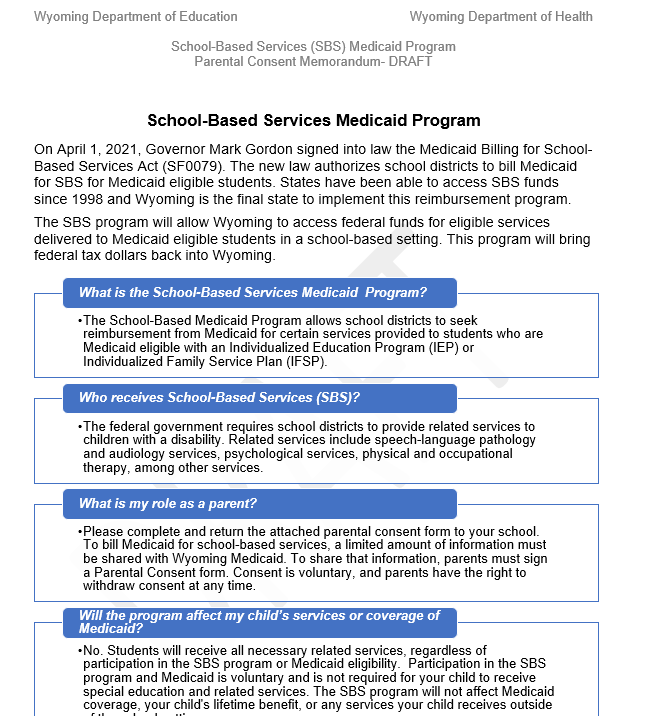 Wyoming Department of Education Wyoming Department of Health
School-Based Services (SBS) Medicaid Program
Parental Consent Memorandum- DRAFT
School-Based Services Medicaid Program
On April 1, 2021, Governor Mark Gordon signed into law the Medicaid Billing for School-
Based Services Act (SF0079). The new law authorizes school districts to bill Medicaid
for SBS for Medicaid eligible students. States have been able to access SBS funds
since 1998 and Wyoming is the final state to implement this reimbursement program.
The SBS program will allow Wyoming to access federal funds for eligible services
delivered to Medicaid eligible students in a school-based setting. This program will bring
federal tax dollars back into Wyoming.
What is the School-Based Services Medicaid  Program?
•The School-Based Medicaid Program allows school districts to seek
reimbursement from Medicaid for certain services provided to students who are
Medicaid eligible with an Individualized Education Program (IEP) or
Individualized Family Service Plan (IFSP).
Who receives School-Based Services (SBS)?
•The federal government requires school districts to provide related services to
children with a disability. Related services include speech-language pathology
and audiology services, psychological services, physical and occupational
therapy, among other services.
What is my role as a parent?
•Please complete and return the attached parental consent form to your school.
To bill Medicaid for school-based services, a limited amount of information must
be shared with Wyoming Medicaid. To share that information, parents must sign
a Parental Consent form. Consent is voluntary, and parents have the right to
withdraw consent at any time.
Will the program affect my child's services or coverage of
Medicaid?
•No. Students will receive all necessary related services, regardless of
participation in the SBS program or Medicaid eligibility.  Participation in the SBS
program and Medicaid is voluntary and is not required for your child to receive
special education and related services. The SBS program will not affect Medicaid
coverage, your child's lifetime benefit, or any services your child receives outside